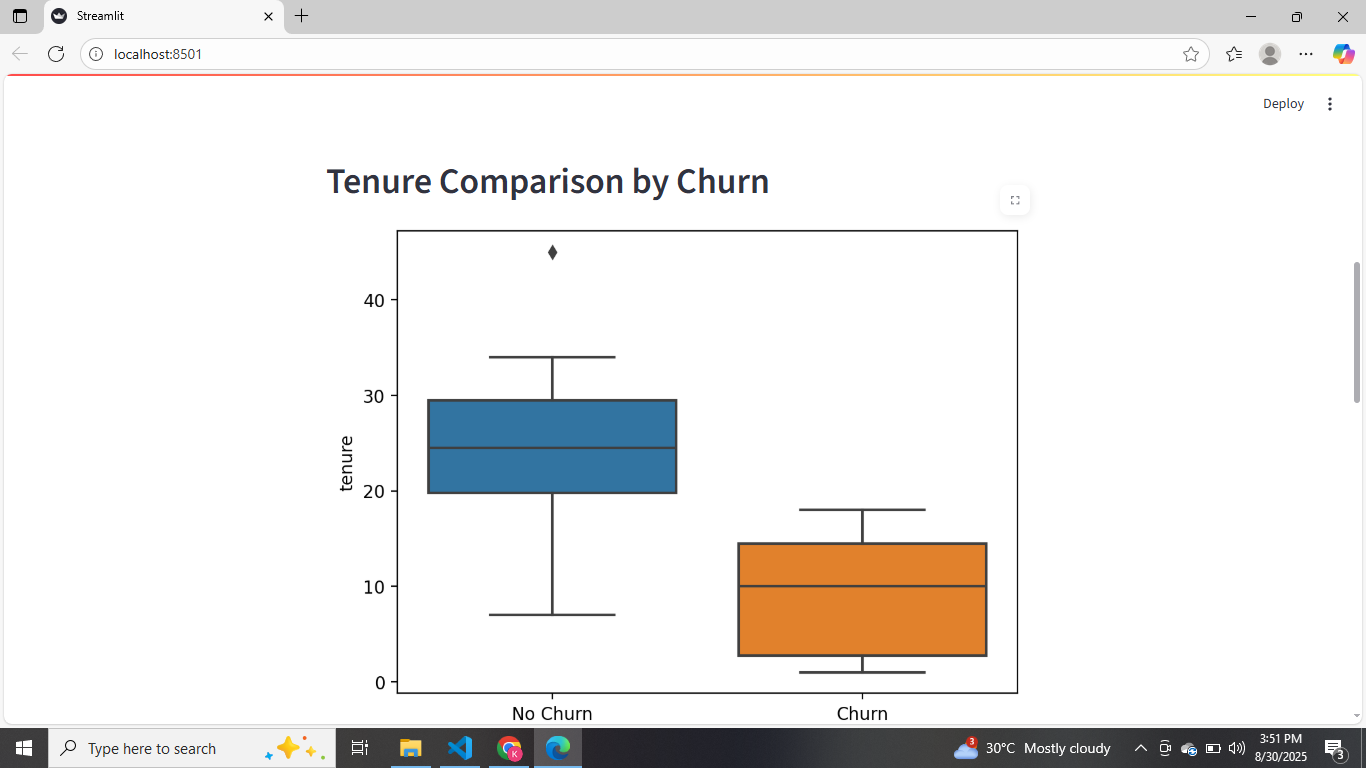 Streamlit
localhost:8501
Deploy
Tenure Comparison by Churn
40
30
20
10
0
tenure
No Churn
Churn
Type here to search
K
3
30°C Mostly cloudy
3:51 PM
8/30/2025
3